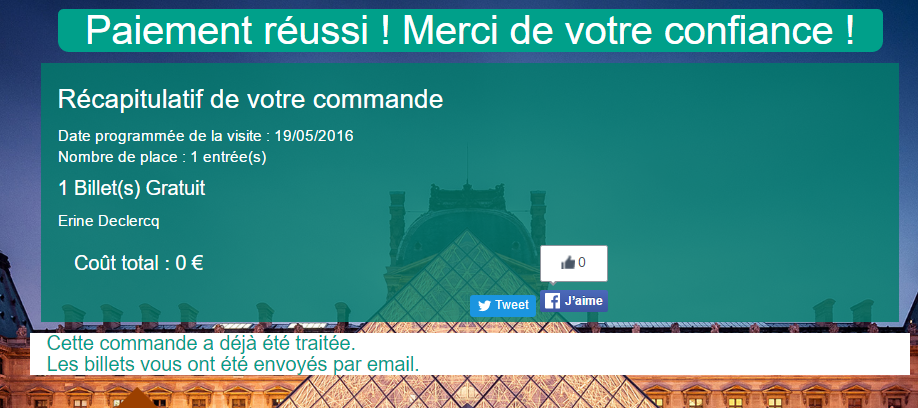 Paiement réussi ! Merci de votre confiance !
Récapitulatif de votre commande
Date programmée de la visite : 19/05/2016
Nombre de place : 1 entrée(s)
1 Billet(s) Gratuit
Erine Declercq
Coût total : 0 €
0
Tweet
J'aime
Cette commande a déjà été traitée.
Les billets vous ont été envoyés par email.